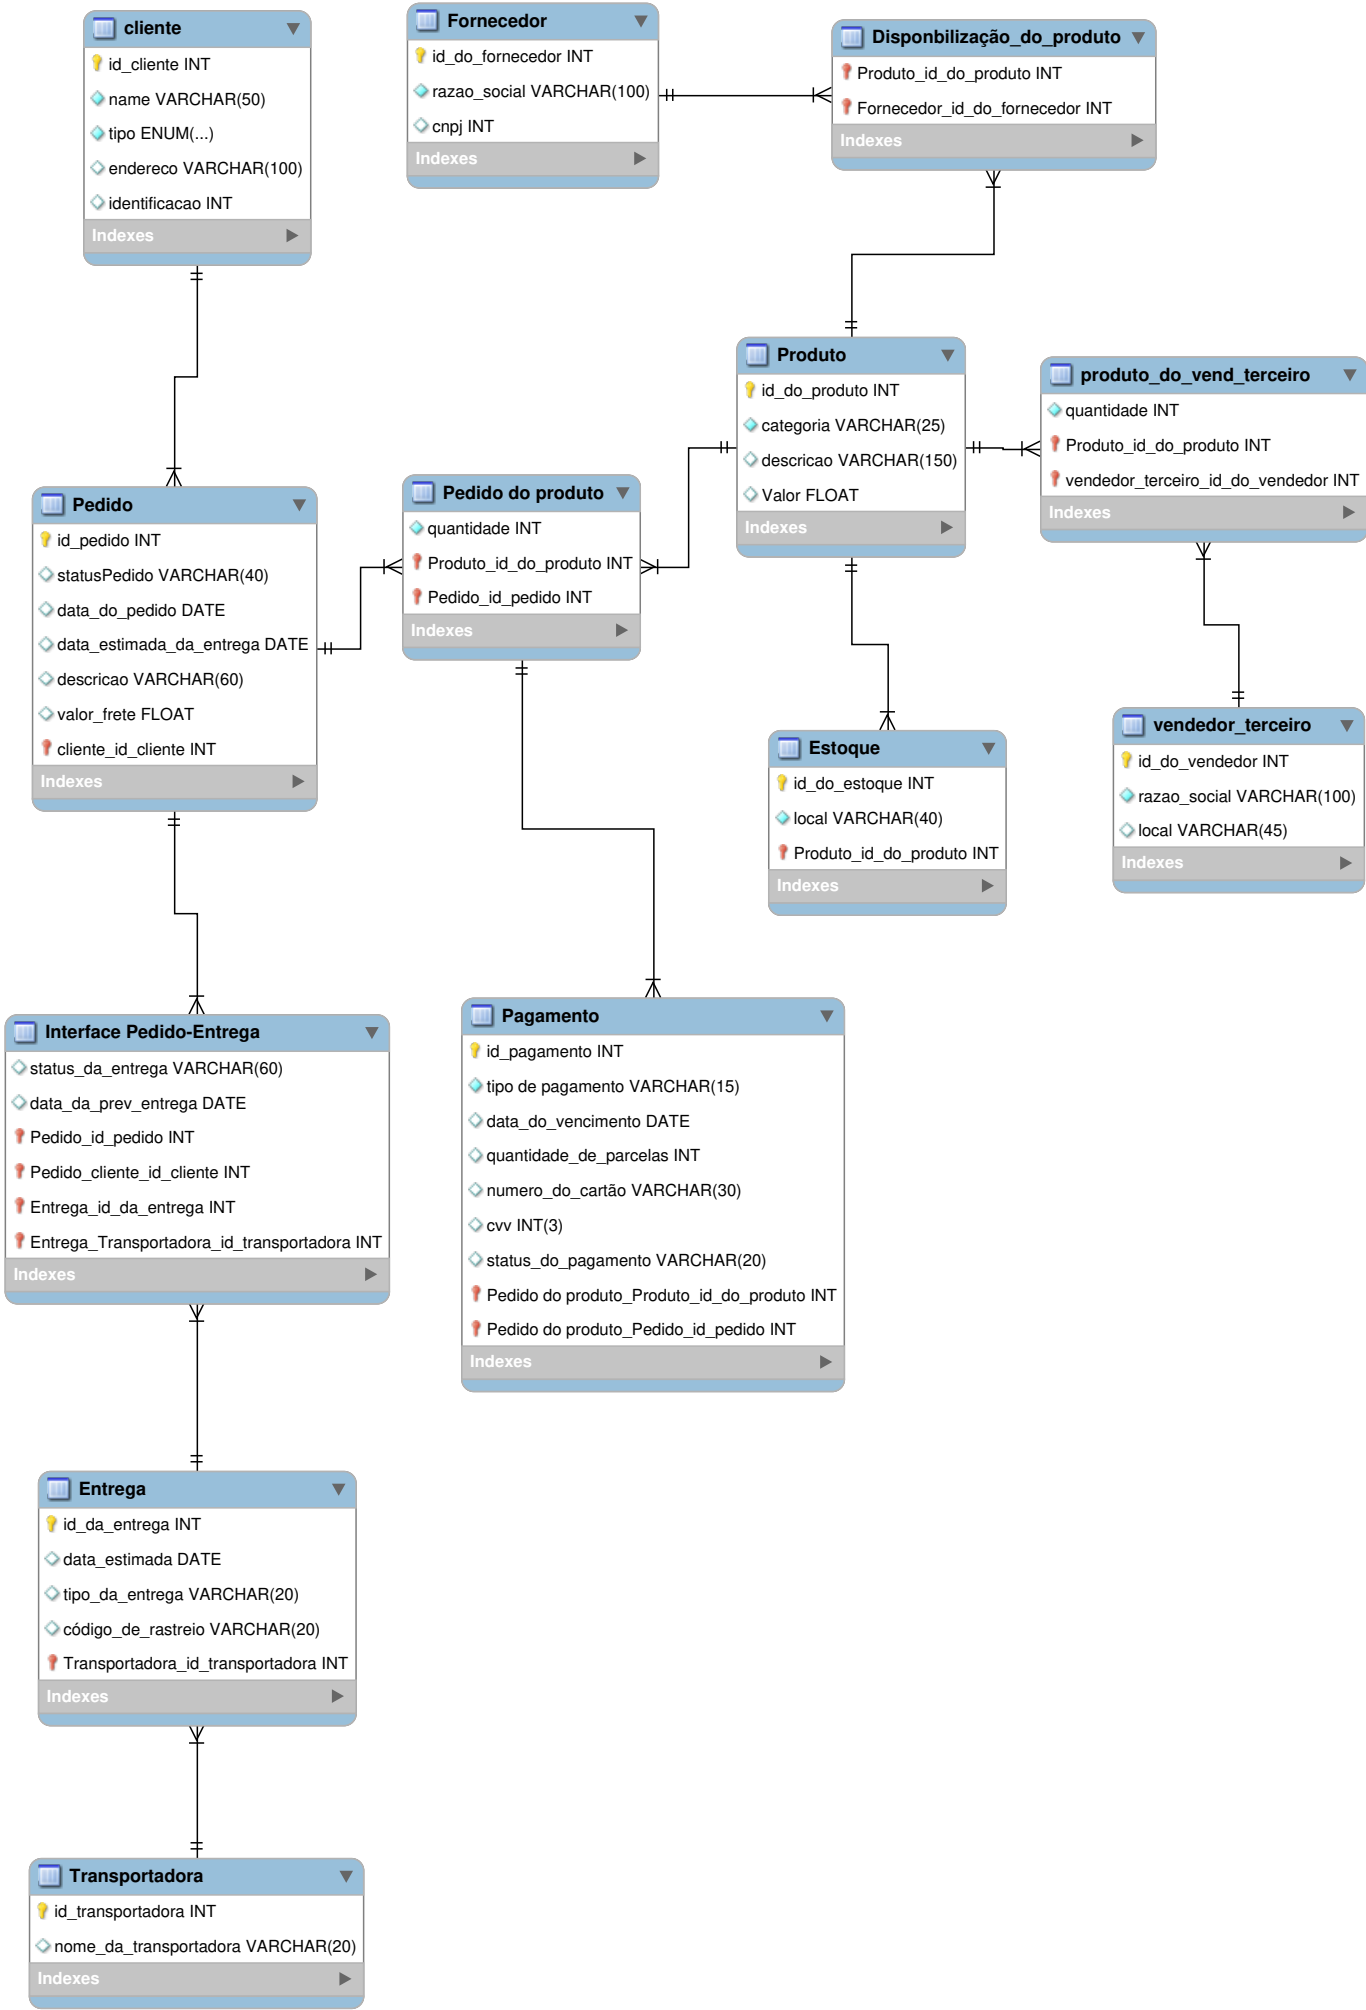 cliente
id_cliente INT
name VARCHAR(50)
tipo ENUM(...)
endereco VARCHAR(100)
identificacao INT
Indexes
Fornecedor
id_do_fornecedor INT
razao_social VARCHAR(100)
cnpj INT
Indexes
Disponbilização_do_produto
Produto_id_do_produto INT
Fornecedor_id_do_fornecedor INT
Indexes
Produto
id_do_produto INT
categoria VARCHAR(25)
descricao VARCHAR(150)
Valor FLOAT
Indexes
produto_do_vend_terceiro
quantidade INT
Produto_id_do_produto INT
vendedor_terceiro_id_do_vendedor INT
Indexes
Pedido
id_pedido INT
statusPedido VARCHAR(40)
data_do_pedido DATE
data_estimada_da_entrega DATE
descricao VARCHAR(60)
valor_frete FLOAT
cliente_id_cliente INT
Indexes
Pedido do produto
quantidade INT
Produto_id_do_produto INT
Pedido_id_pedido INT
Indexes
Estoque
id_do_estoque INT
local VARCHAR(40)
Produto_id_do_produto INT
Indexes
vendedor_terceiro
id_do_vendedor INT
razao_social VARCHAR(100)
local VARCHAR(45)
Indexes
Interface Pedido-Entrega
status_da_entrega VARCHAR(60)
data_da_prev_entrega DATE
Pedido_id_pedido INT
Pedido_cliente_id_cliente INT
Entrega_id_da_entrega INT
Entrega_Transportadora_id_transportadora INT
Indexes
Pagamento
id_pagamento INT
tipo de pagamento VARCHAR(15)
data_do_vencimento DATE
quantidade_de_parcelas INT
numero_do_cartão VARCHAR(30)
cvv INT(3)
status_do_pagamento VARCHAR(20)
Pedido do produto_Produto_id_do_produto INT
Pedido do produto_Pedido_id_pedido INT
Indexes
Entrega
id_da_entrega INT
data_estimada DATE
tipo_da_entrega VARCHAR(20)
código_de_rastreio VARCHAR(20)
Transportadora_id_transportadora INT
Indexes
Transportadora
id_transportadora INT
nome_da_transportadora VARCHAR(20)
Indexes